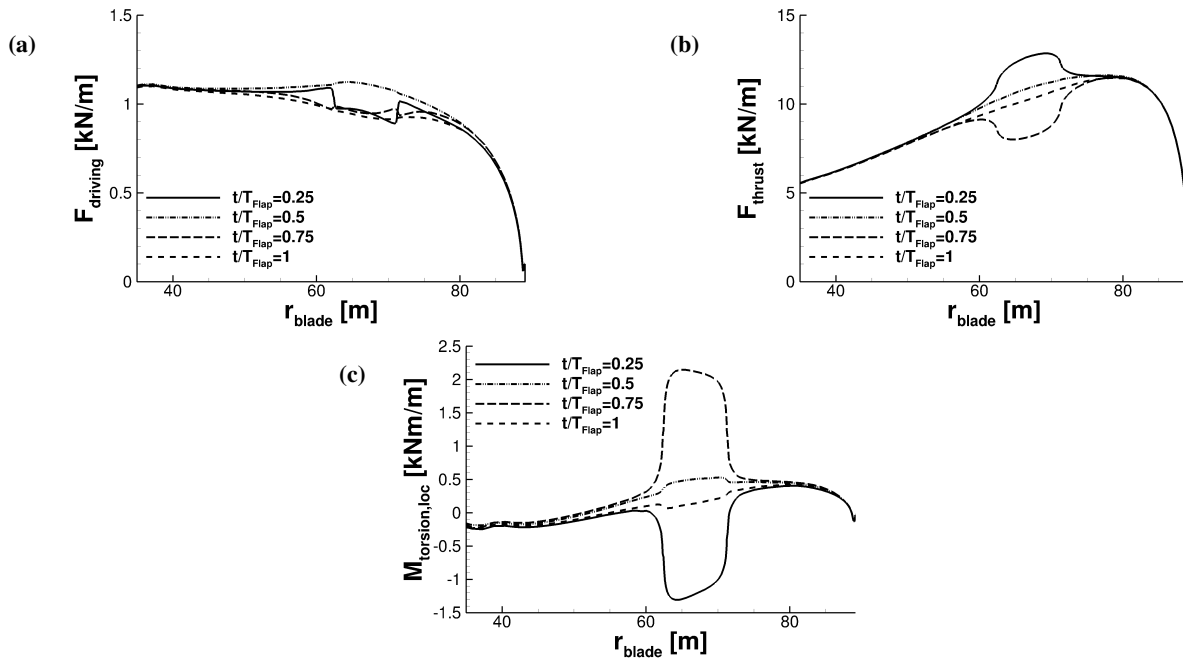 (a)
1.5
1
0.5
0
F_driving [kN/m]
t/T_Flap=0.25
t/T_Flap=0.5
t/T_Flap=0.75
t/T_Flap=1
40 60 80
r_blade [m]
(b)
15
10
5
0
F_thrust [kN/m]
t/T_Flap=0.25
t/T_Flap=0.5
t/T_Flap=0.75
t/T_Flap=1
40 60 80
r_blade [m]
(c)
2.5
2
1.5
1
0.5
0
-0.5
-1
-1.5
M_torsion,loc [kNm/m]
t/T_Flap=0.25
t/T_Flap=0.5
t/T_Flap=0.75
t/T_Flap=1
40 60 80
r_blade [m]